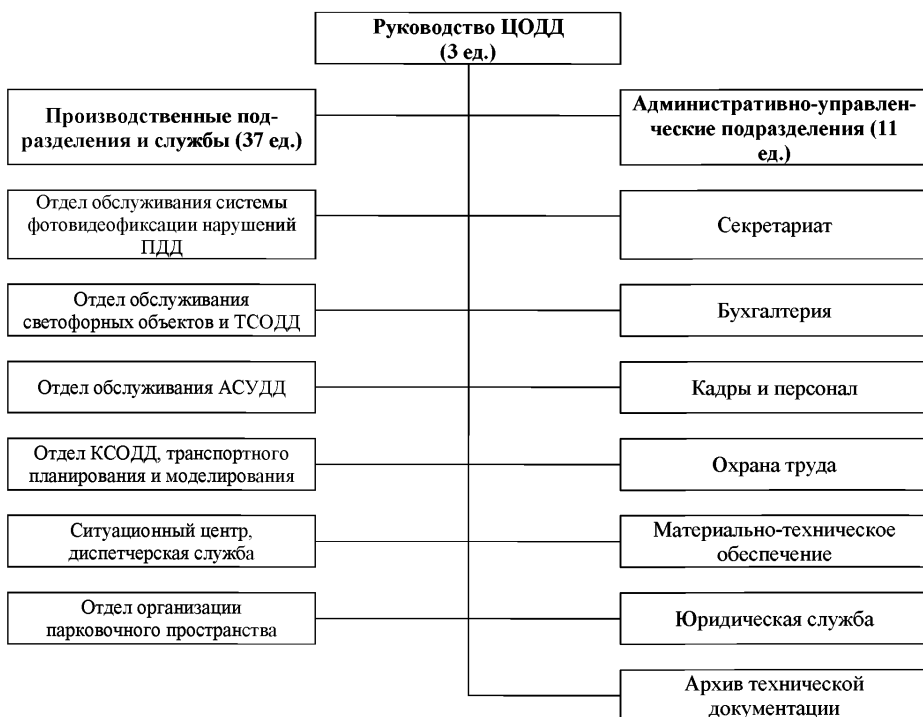 Руководство ЦОДД
(3 ед.)
Производственные под-
разделения и службы (37 ед.)
Административно-управлен-
ческие подразделения (11
ед.)
Отдел обслуживания системы
фотовидеофиксации нарушений
ПДД
Секретариат
Отдел обслуживания
светофорных объектов и ТСОДД
Бухгалтерия
Отдел обслуживания АСУДД
Кадры и персонал
Отдел КСОДД, транспортного
планирования и моделирования
Охрана труда
Ситуационный центр,
диспетчерская служба
Материально-техническое
обеспечение
Отдел организации
парковочного пространства
Юридическая служба
Архив технической
документации